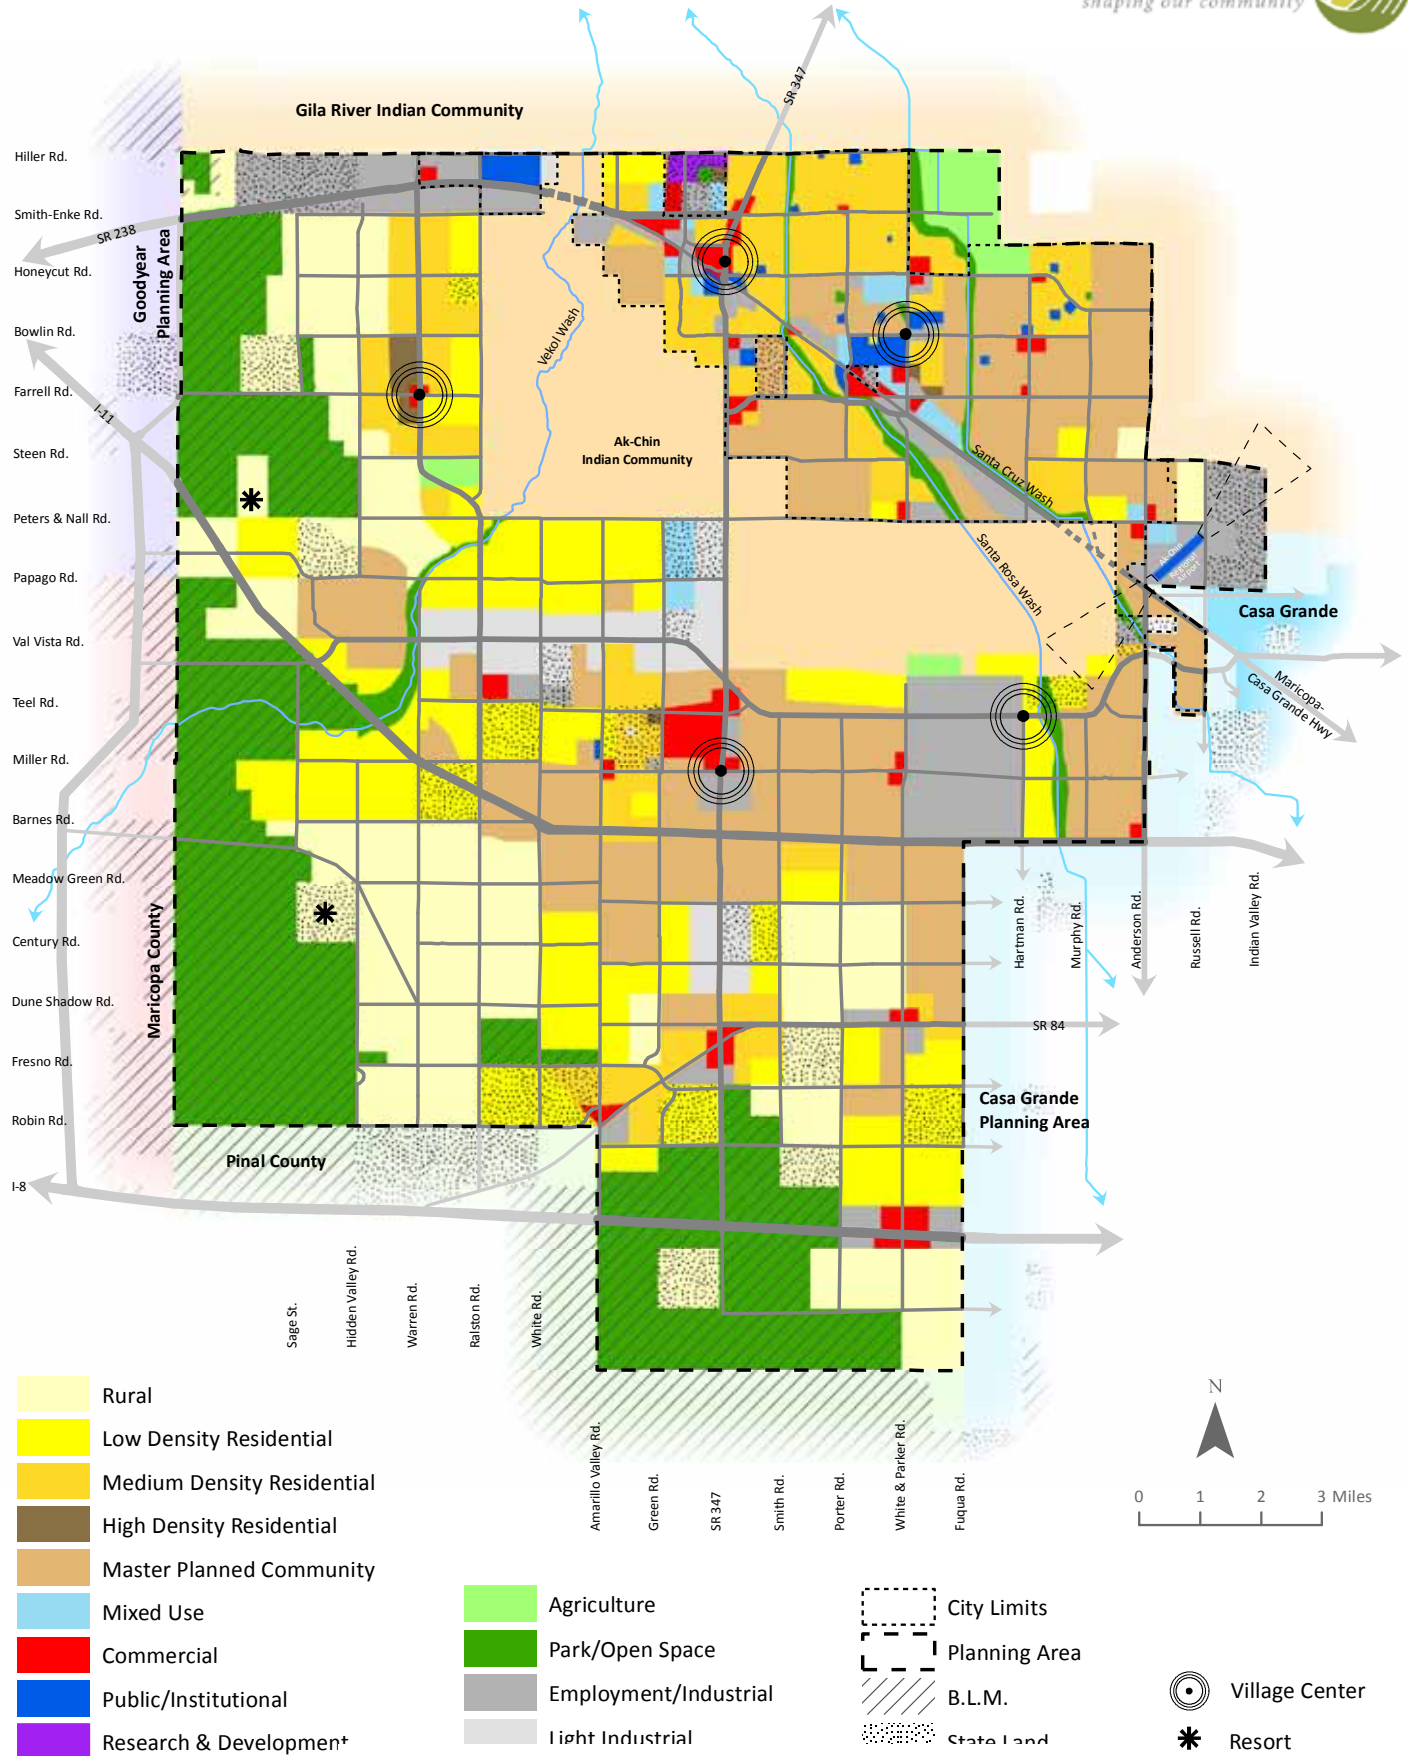 shaping our community
Gila River Indian Community
SR 347
Hiller Rd.
Smith-Enke Rd.
SR 238
Honeycut Rd.
Goodyear
Planning Area
Bowlin Rd.
Vekol Wash
Farrell Rd.
I-11
Steen Rd.
Ak-Chin
Indian Community
Santa Cruz Wash
Peters & Nall Rd.
Santa Rosa Wash
Ak-Chin
Regional
Airport
Papago Rd.
Casa Grande
Val Vista Rd.
Maricopa-
Casa Grande Hwy
Teel Rd.
Miller Rd.
Barnes Rd.
Meadow Green Rd.
Maricopa County
Century Rd.
Hartman Rd.
Murphy Rd.
Anderson Rd.
Russell Rd.
Indian Valley Rd.
Dune Shadow Rd.
SR 84
Fresno Rd.
Casa Grande
Planning Area
Robin Rd.
Pinal County
I-8
Sage St.
Hidden Valley Rd.
Warren Rd.
Ralston Rd.
White Rd.
Amarillo Valley Rd.
Green Rd.
SR 347
Smith Rd.
Porter Rd.
White & Parker Rd.
Fuqua Rd.
N
0 1 2 3 Miles
Rural
Low Density Residential
Medium Density Residential
High Density Residential
Master Planned Community
Mixed Use
Commercial
Public/Institutional
Research & Development
Agriculture
Park/Open Space
Employment/Industrial
Light Industrial
City Limits
Planning Area
B.L.M.
State Land
Village Center
Resort